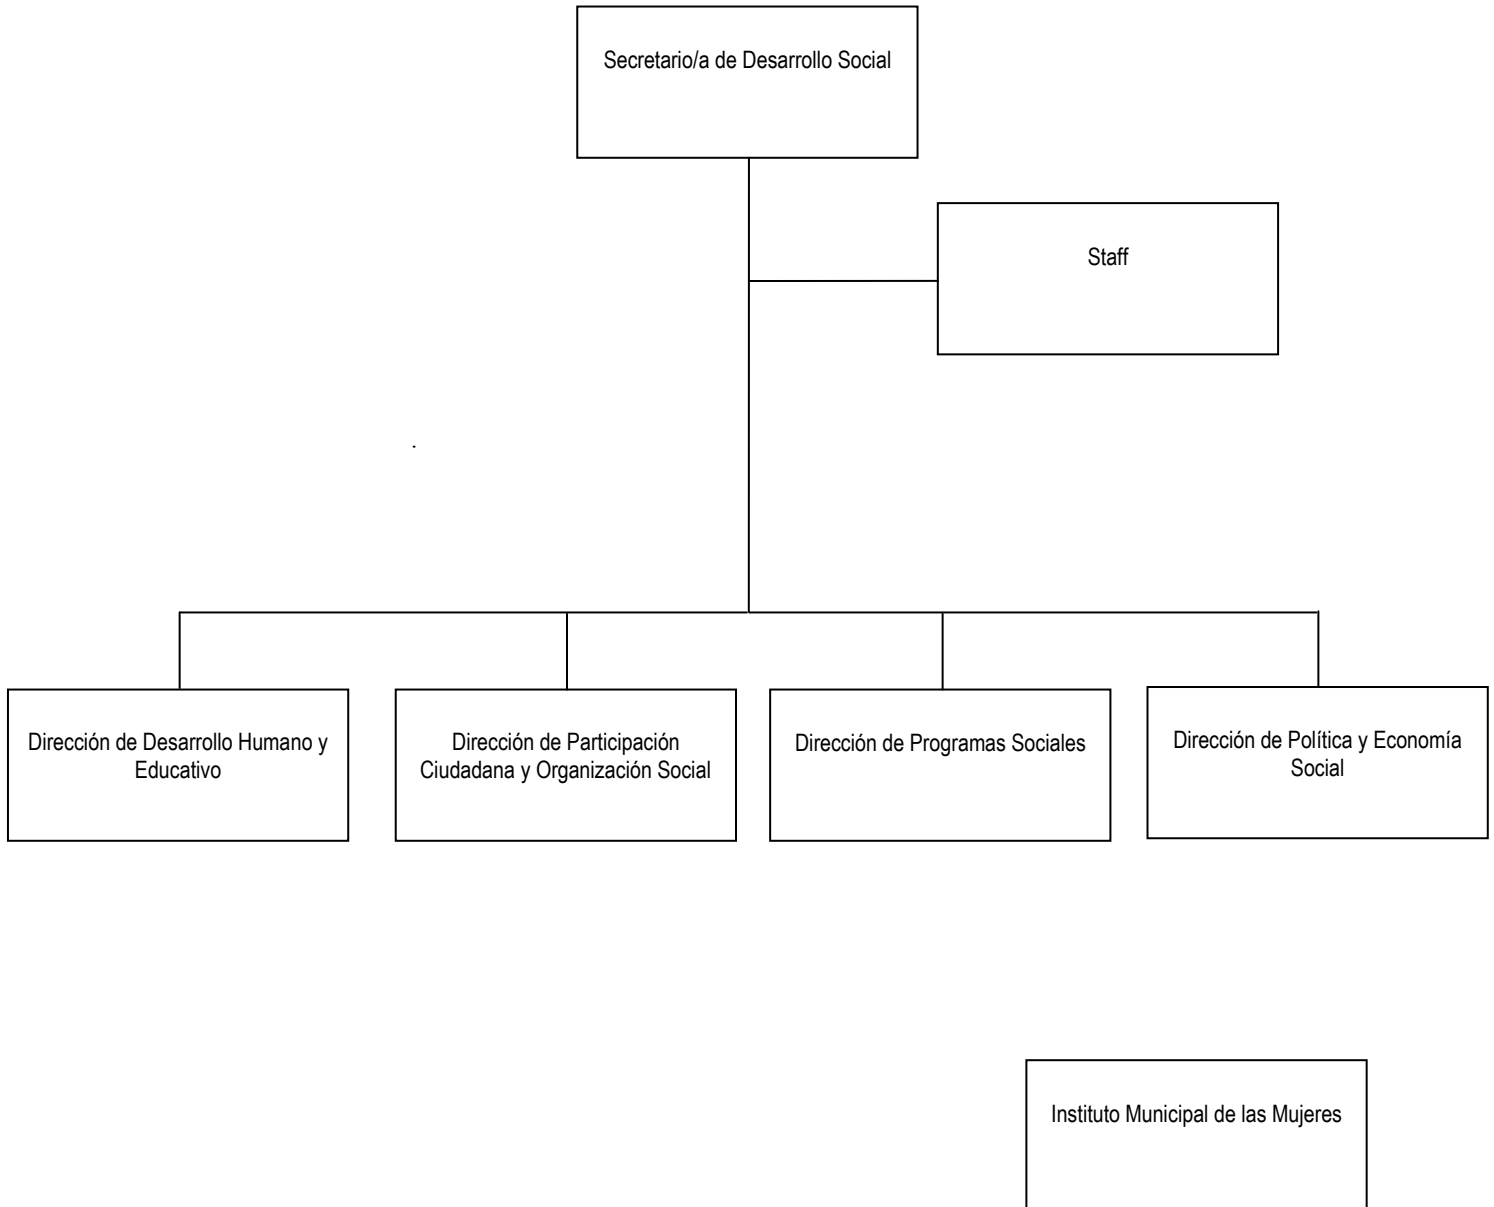 Secretario/a de Desarrollo Social
Staff
.
Dirección de Desarrollo Humano y
Educativo
Dirección de Participación
Ciudadana y Organización Social
Dirección de Programas Sociales
Dirección de Política y Economía
Social
Instituto Municipal de las Mujeres